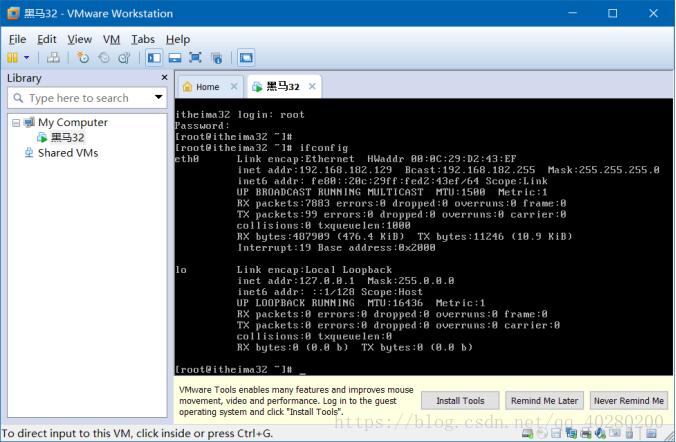 黑马32 - VMware Workstation
File Edit View VM Tabs Help
Library
Type here to search
My Computer
黑马32
Shared VMs
Home
黑马32
itheima32 login: root
Password:
[root@itheima32 ~]#
[root@itheima32 ~]# ifconfig
eth0 Link encap:Ethernet HWaddr 00:0C:29:D2:43:EF
inet addr:192.168.182.129 Bcast:192.168.182.255 Mask:255.255.255.0
inet6 addr: fe80::20c:29ff:fed2:43ef/64 Scope:Link
UP BROADCAST RUNNING MULTICAST MTU:1500 Metric:1
RX packets:7883 errors:0 dropped:0 overruns:0 frame:0
TX packets:99 errors:0 dropped:0 overruns:0 carrier:0
collisions:0 txqueuelen:1000
RX bytes:487909 (476.4 KiB) TX bytes:11246 (10.9 KiB)
Interrupt:19 Base address:0x2000
lo Link encap:Local Loopback
inet addr:127.0.0.1 Mask:255.0.0.0
inet6 addr: ::1/128 Scope:Host
UP LOOPBACK RUNNING MTU:16436 Metric:1
RX packets:0 errors:0 dropped:0 overruns:0 frame:0
TX packets:0 errors:0 dropped:0 overruns:0 carrier:0
collisions:0 txqueuelen:0
RX bytes:0 (0.0 b) TX bytes:0 (0.0 b)
[root@itheima32 ~]# _
VMware Tools enables many features and improves mouse
movement, video and performance. Log in to the guest
operating system and click "Install Tools".
Install Tools
Remind Me Later
Never Remind Me
https://blog.csdn.net/qq_40280200
To direct input to this VM, click inside or press Ctrl+G.